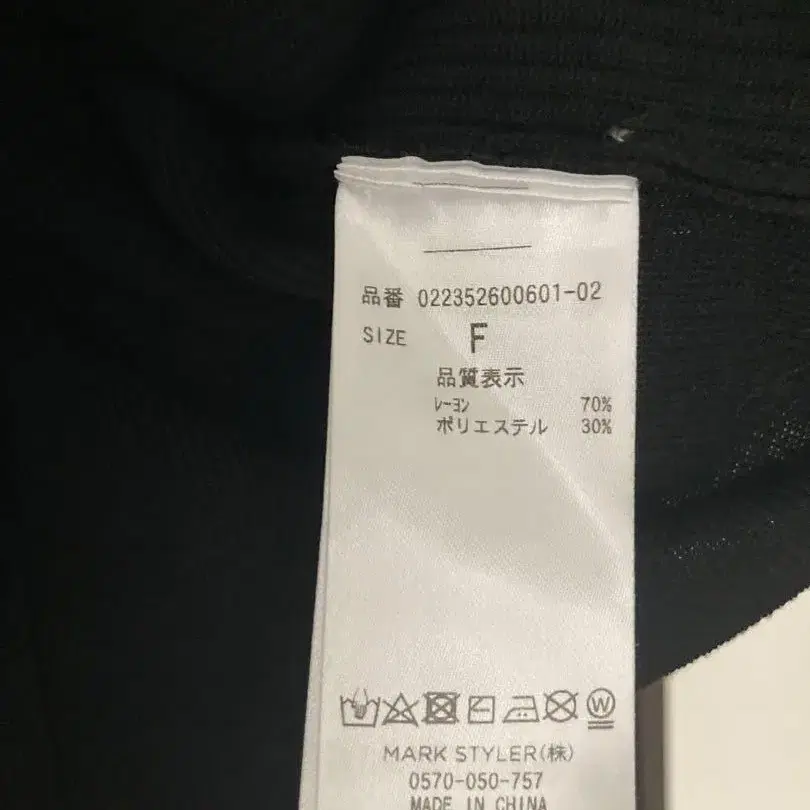 品番 022352600601-02
SIZE F
品質表示
レーヨン 70%
ポリエステル 30%
W
MARK STYLER(株)
0570-050-757
MADE IN CHINA